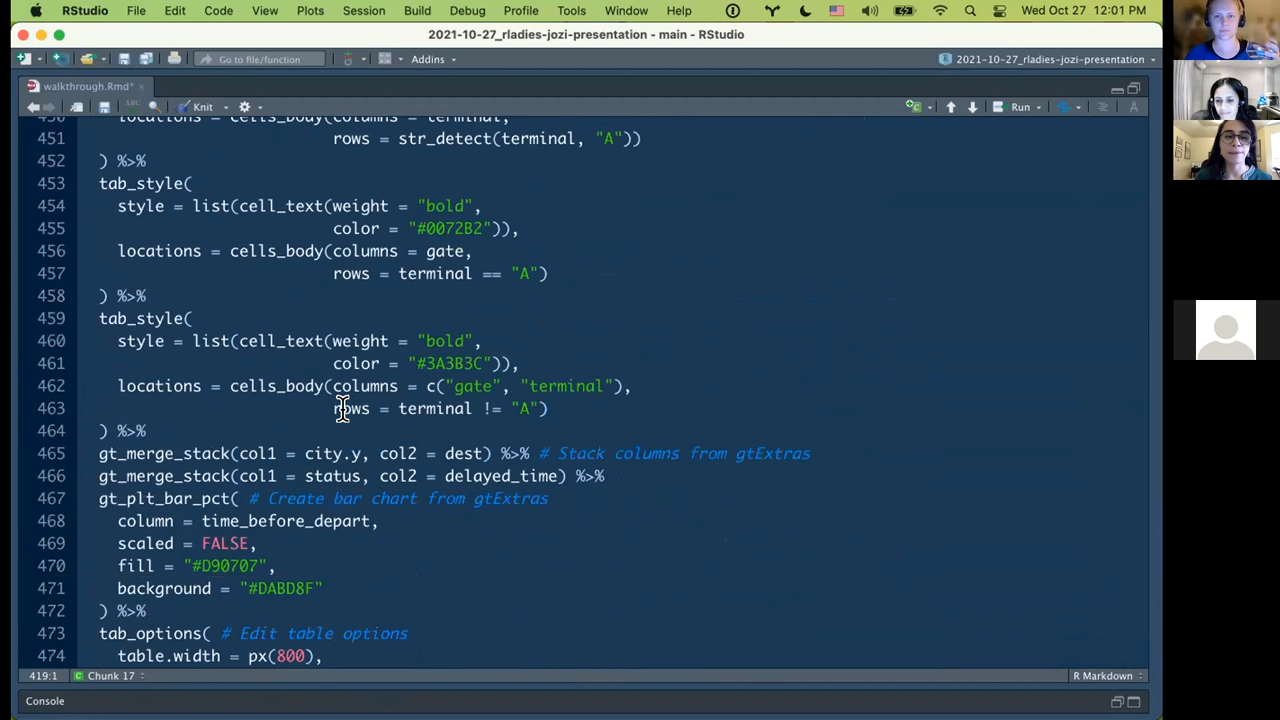 RStudio File Edit Code View Plots Session Build Debug Profile Tools Window Help Wed Oct 27 12:01 PM
2021-10-27_rladies-jozi-presentation - main - RStudio
Go to file/function Addins 2021-10-27_rladies-jozi-presentation
walkthrough.Rmd*
Knit Run
450 locations = cells_body(columns = terminal,
451 rows = str_detect(terminal, "A"))
452 ) %>%
453 tab_style(
454 style = list(cell_text(weight = "bold",
455 color = "#0072B2")),
456 locations = cells_body(columns = gate,
457 rows = terminal == "A")
458 ) %>%
459 tab_style(
460 style = list(cell_text(weight = "bold",
461 color = "#3A3B3C")),
462 locations = cells_body(columns = c("gate", "terminal"),
463 rows = terminal != "A")
464 ) %>%
465 gt_merge_stack(col1 = city.y, col2 = dest) %>% # Stack columns from gtExtras
466 gt_merge_stack(col1 = status, col2 = delayed_time) %>%
467 gt_plt_bar_pct( # Create bar chart from gtExtras
468 column = time_before_depart,
469 scaled = FALSE,
470 fill = "#D90707",
471 background = "#DABD8F"
472 ) %>%
473 tab_options( # Edit table options
474 table.width = px(800),
419:1 Chunk 17 R Markdown
Console